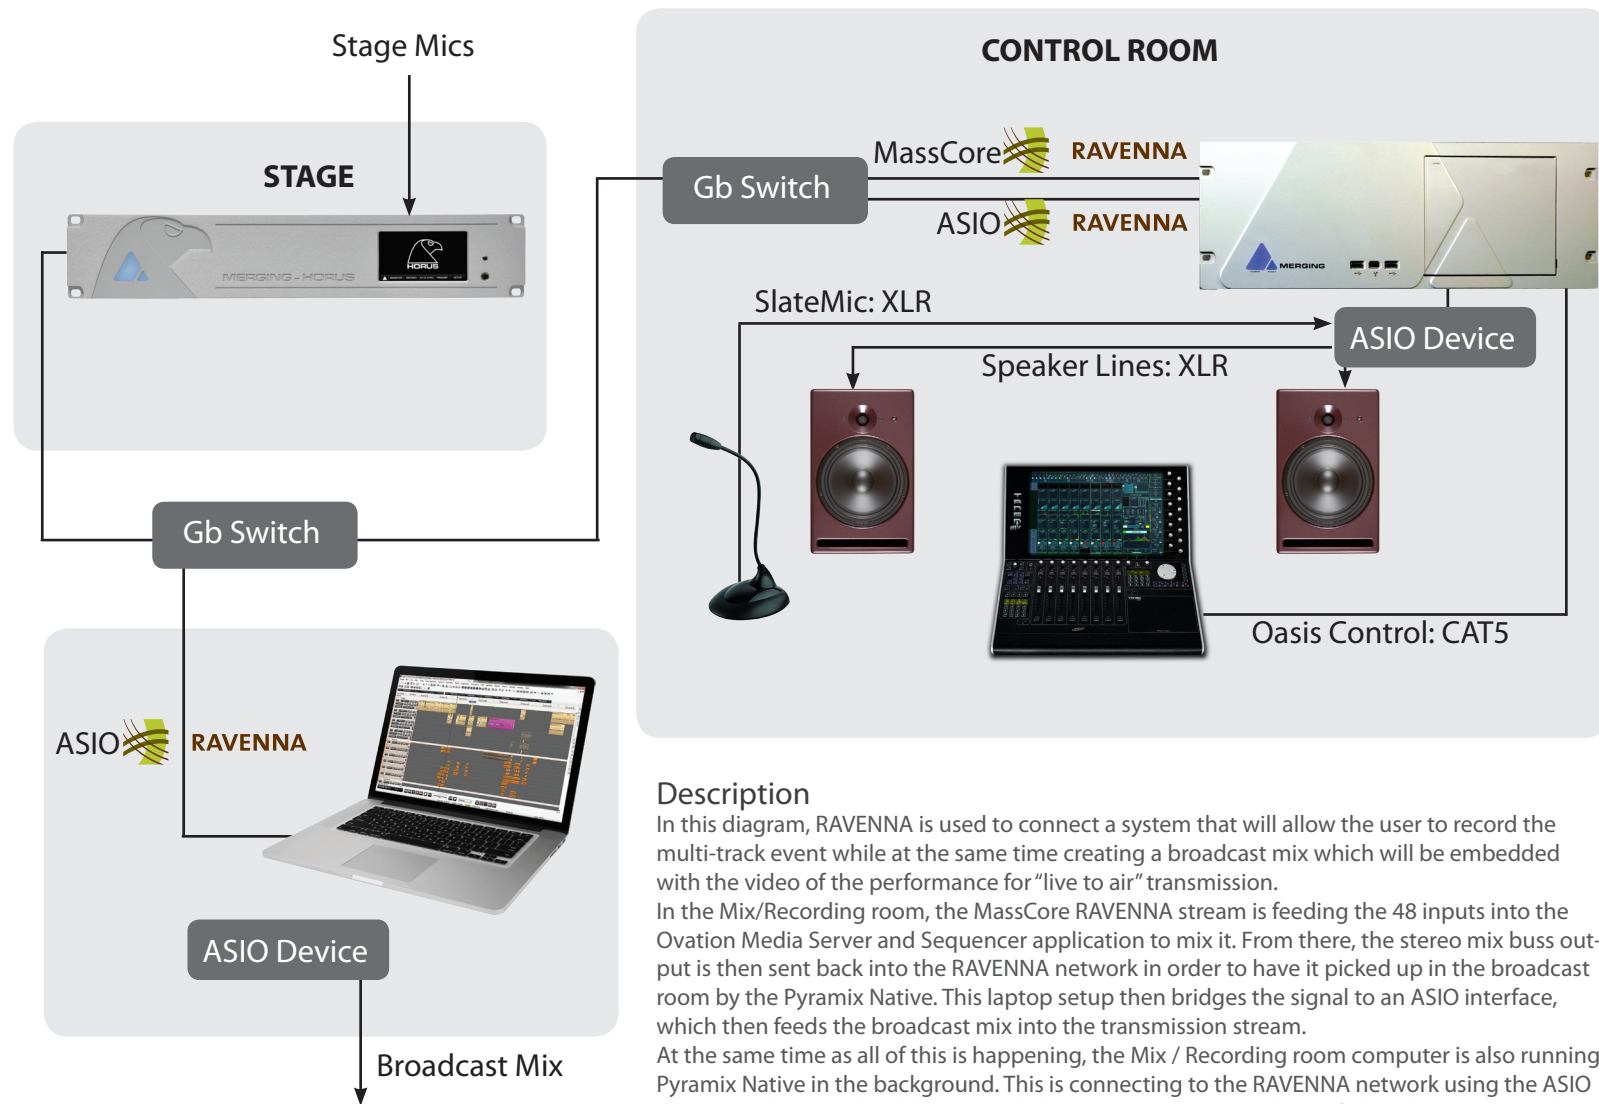 Stage Mics
CONTROL ROOM
STAGE
MassCore RAVENNA
Gb Switch
ASIO RAVENNA
HORUS
MERGING - HORUS
MERGING
SlateMic: XLR
ASIO Device
Speaker Lines: XLR
Gb Switch
Oasis Control: CAT5
ASIO RAVENNA
ASIO Device
Broadcast Mix
Description
In this diagram, RAVENNA is used to connect a system that will allow the user to record the
multi-track event while at the same time creating a broadcast mix which will be embedded
with the video of the performance for “live to air” transmission.
In the Mix/Recording room, the MassCore RAVENNA stream is feeding the 48 inputs into the
Ovation Media Server and Sequencer application to mix it. From there, the stereo mix buss out-
put is then sent back into the RAVENNA network in order to have it picked up in the broadcast
room by the Pyramix Native. This laptop setup then bridges the signal to an ASIO interface,
which then feeds the broadcast mix into the transmission stream.
At the same time as all of this is happening, the Mix / Recording room computer is also running
Pyramix Native in the background. This is connecting to the RAVENNA network using the ASIO